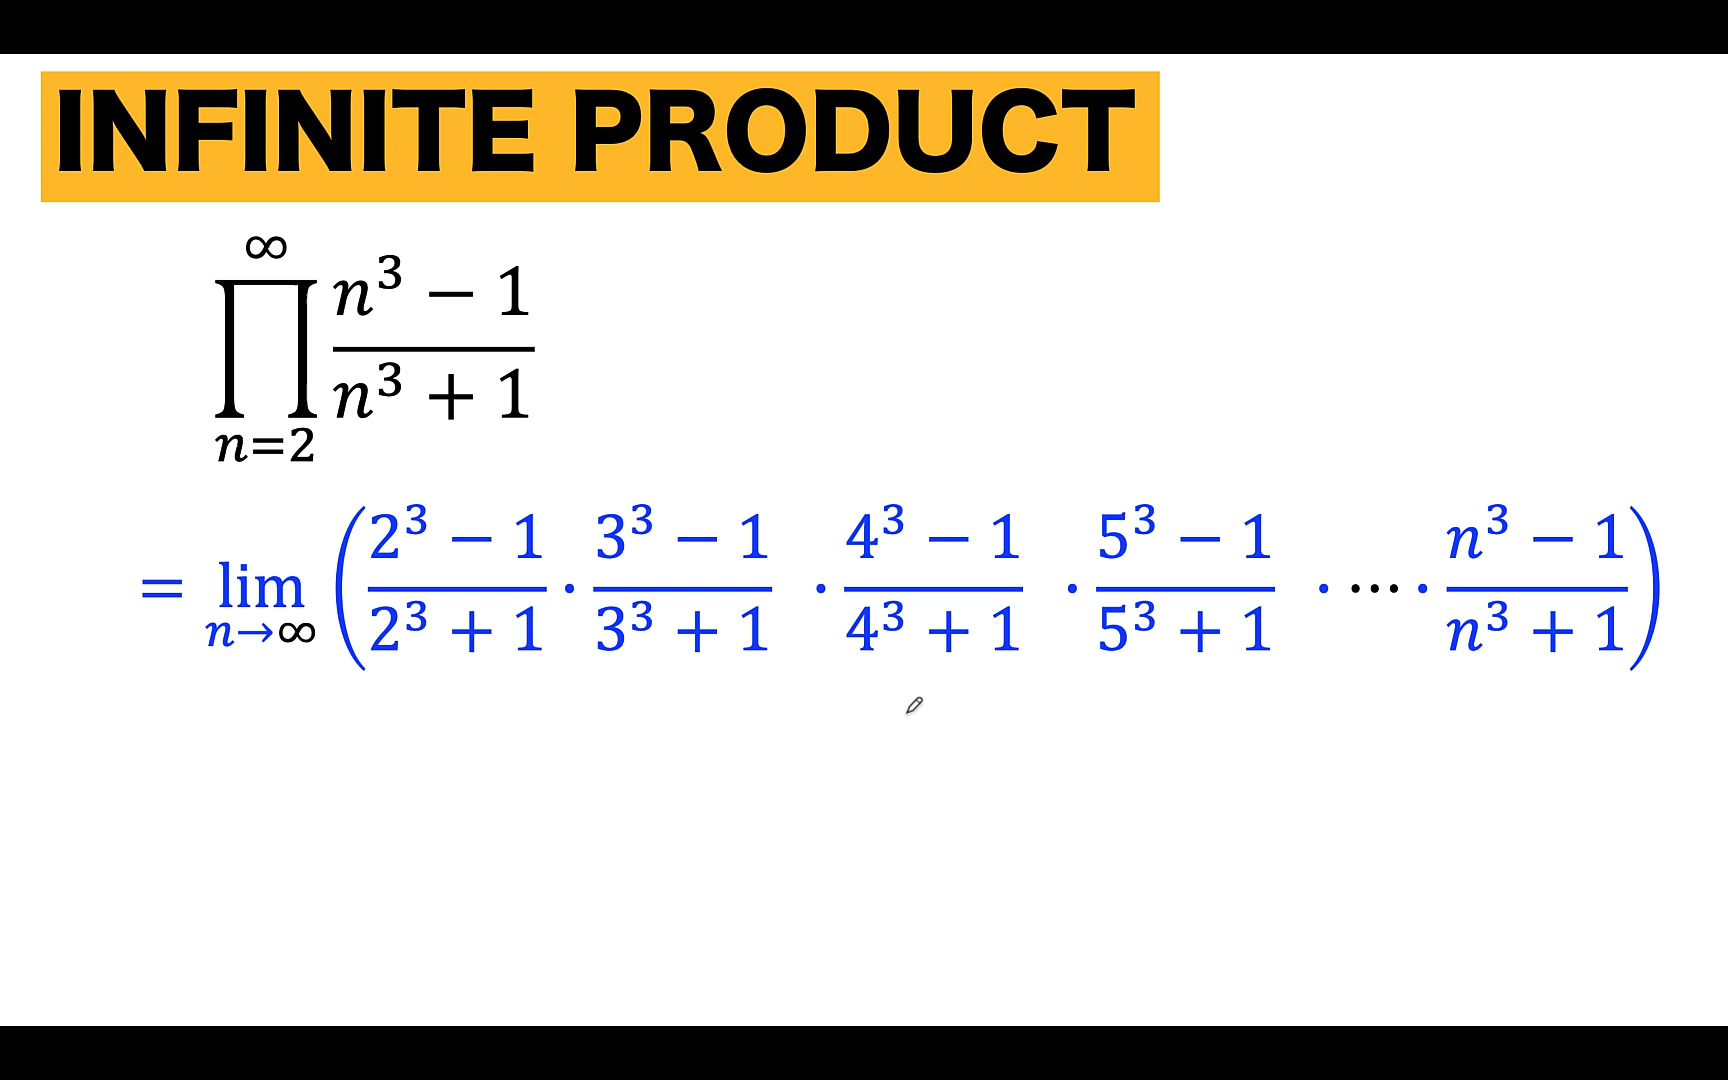 INFINITE PRODUCT
∞
∏ (n³ − 1)/(n³ + 1)
n=2
= lim n→∞ ( (2³ − 1)/(2³ + 1) · (3³ − 1)/(3³ + 1) · (4³ − 1)/(4³ + 1) · (5³ − 1)/(5³ + 1) · ⋯ · (n³ − 1)/(n³ + 1) )